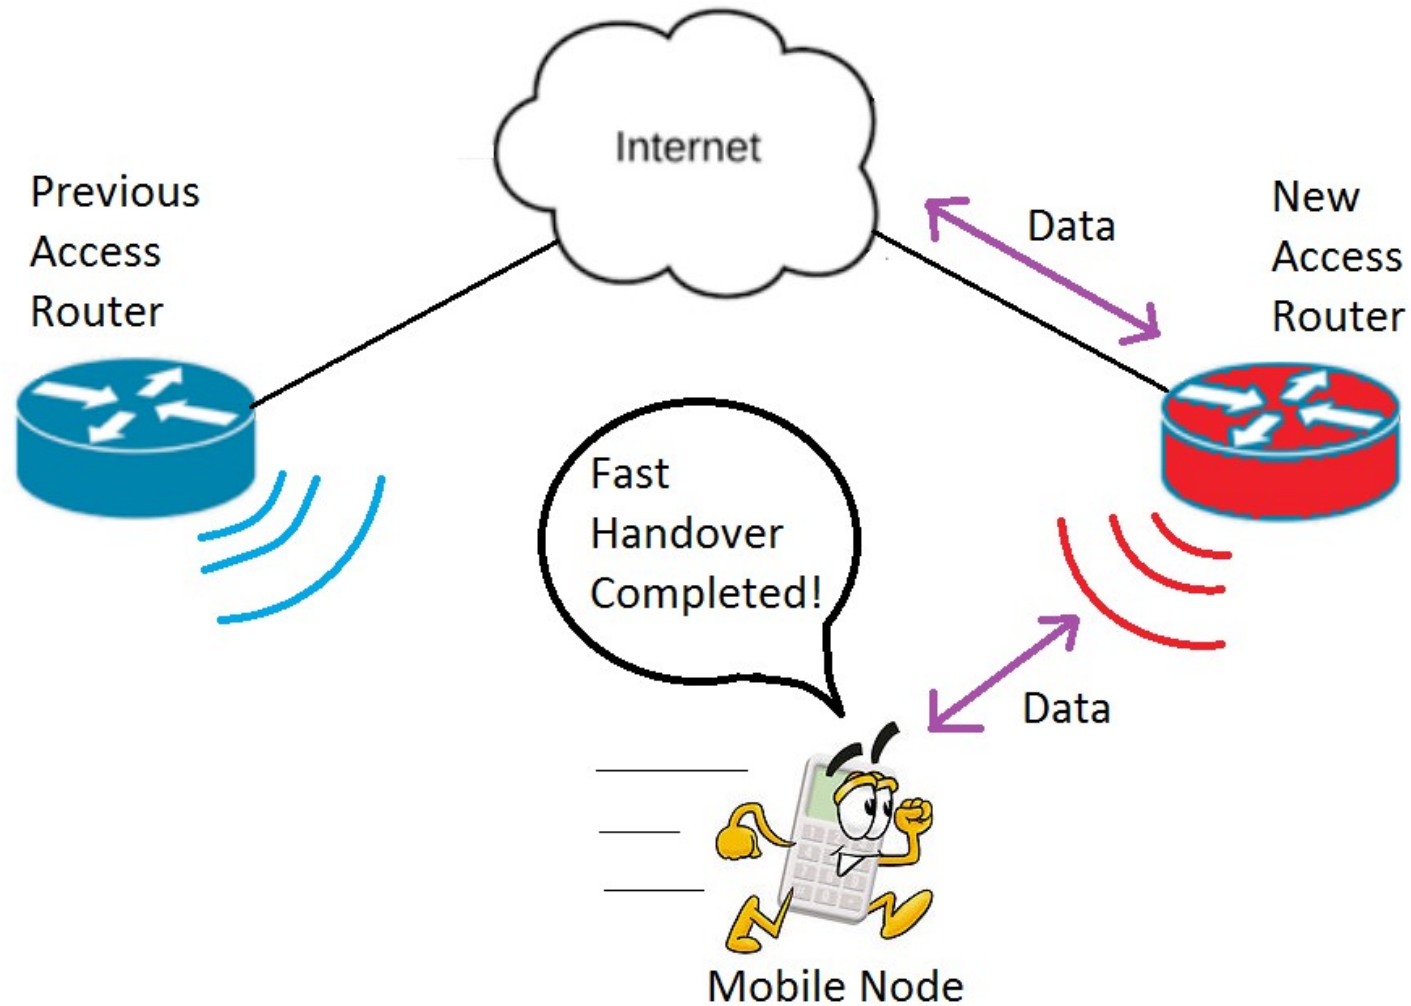 Internet
Previous
Access
Router
Data
New
Access
Router
Fast
Handover
Completed!
Data
Mobile Node